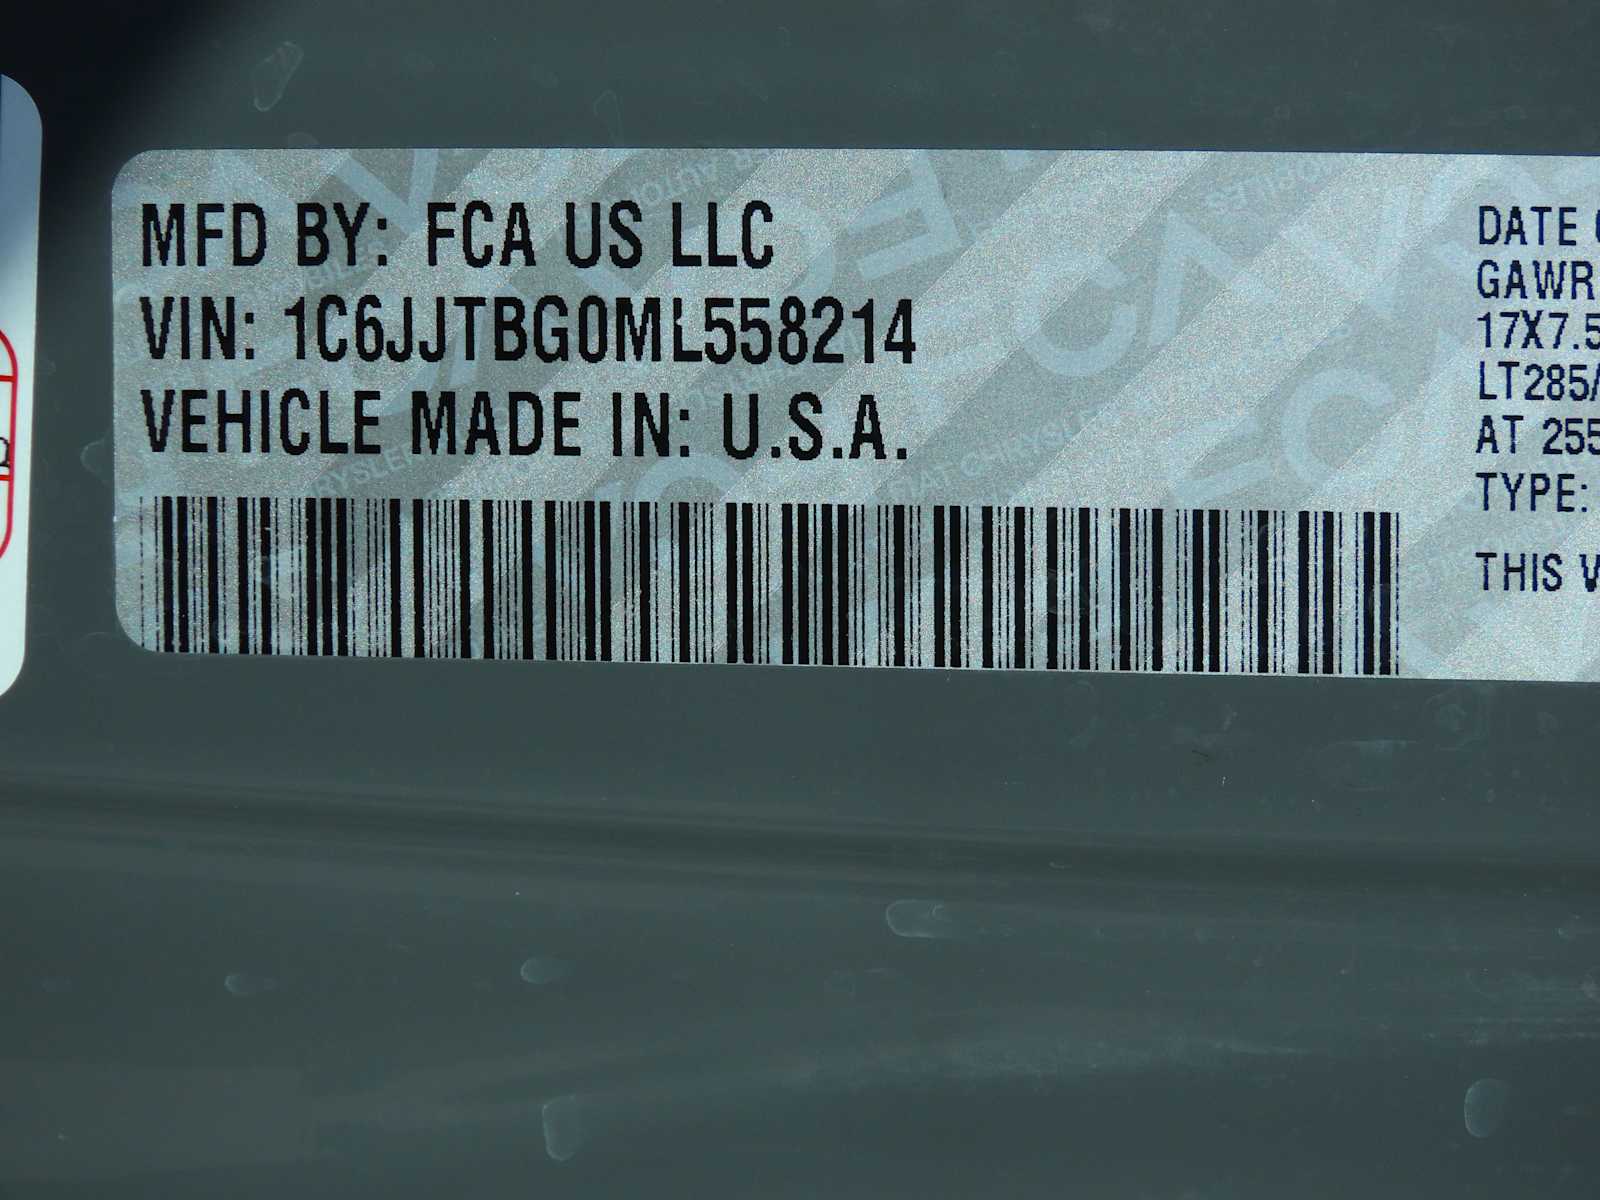 MFD BY: FCA US LLC
VIN: 1C6JJTBG0ML558214
VEHICLE MADE IN: U.S.A.
DATE
GAWR
17X7.5
LT285/
AT 255
TYPE:
THIS V